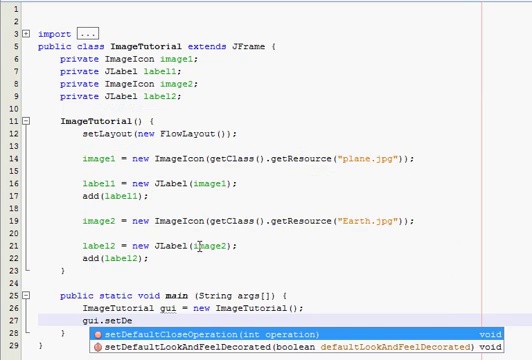 1
2
3 import ...
5 public class ImageTutorial extends JFrame {
6 private ImageIcon image1;
7 private JLabel label1;
8 private ImageIcon image2;
9 private JLabel label2;
10
11 ImageTutorial() {
12 setLayout(new FlowLayout());
13
14 image1 = new ImageIcon(getClass().getResource("plane.jpg"));
15
16 label1 = new JLabel(image1);
17 add(label1);
18
19 image2 = new ImageIcon(getClass().getResource("Earth.jpg"));
20
21 label2 = new JLabel(image2);
22 add(label2);
23 }
24
25 public static void main (String args[]) {
26 ImageTutorial gui = new ImageTutorial();
27 gui.setDe
28 setDefaultCloseOperation(int operation) void
29 setDefaultLookAndFeelDecorated(boolean defaultLookAndFeelDecorated) void